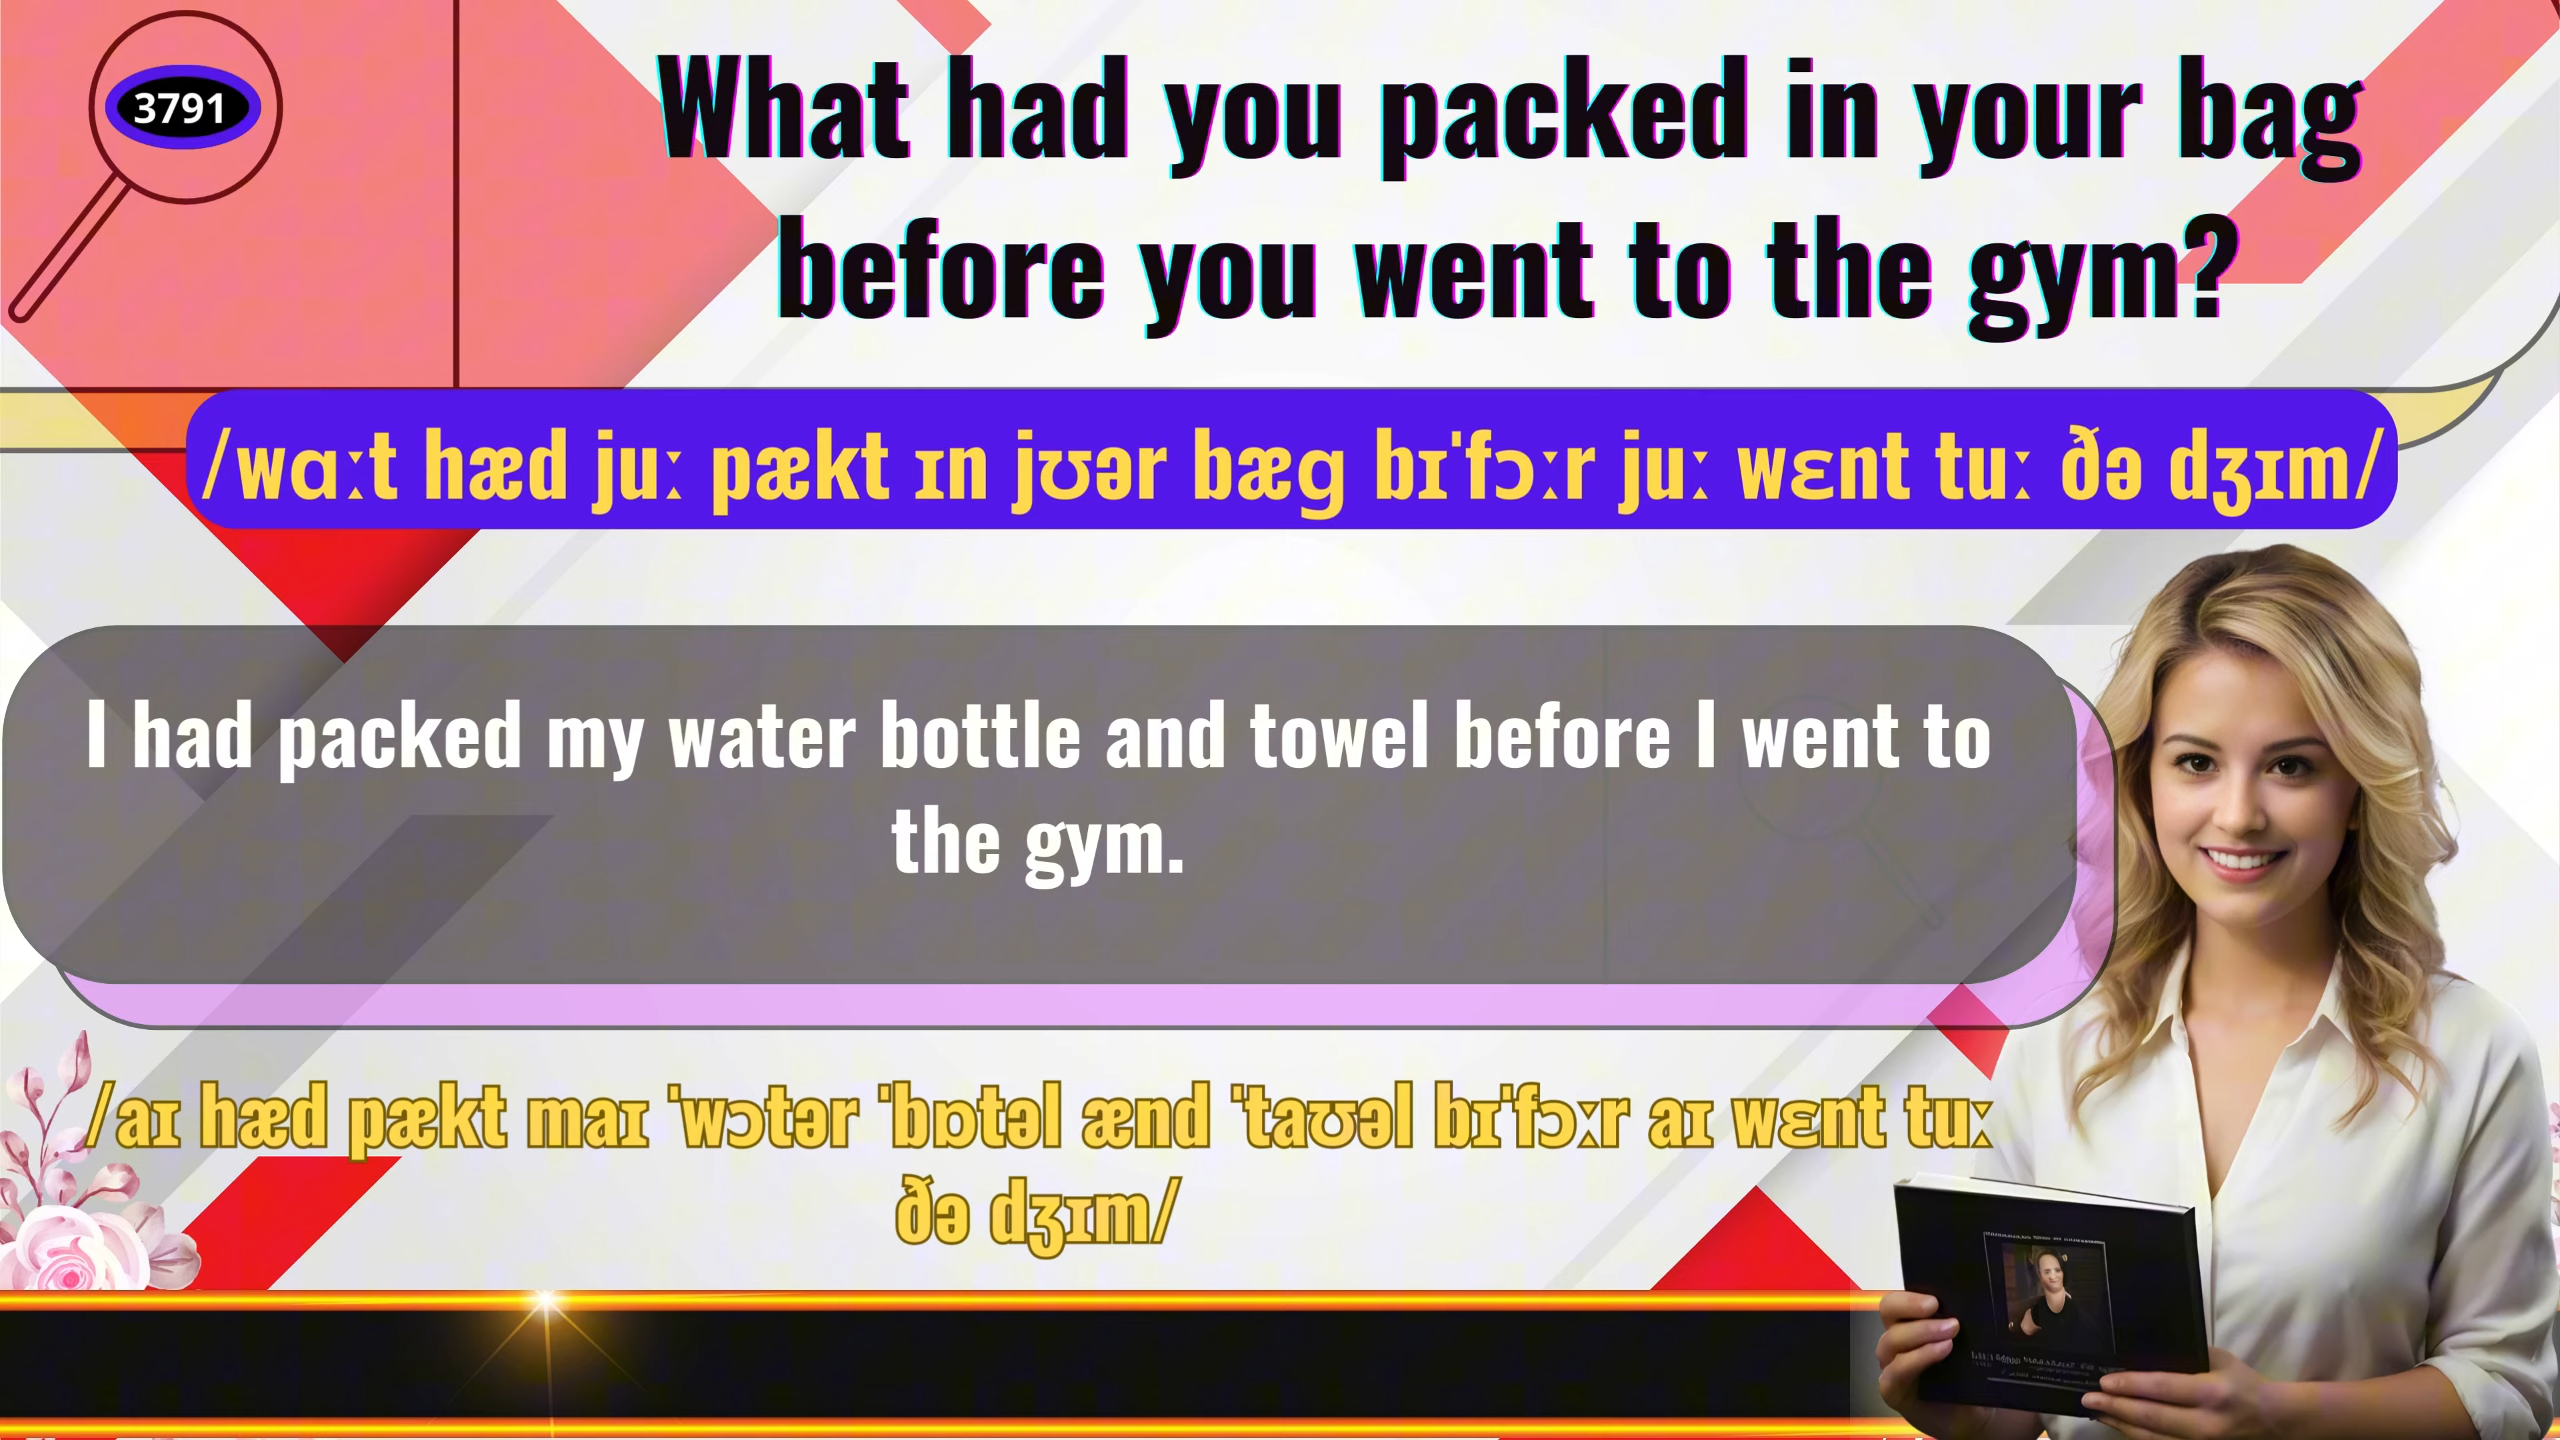 3791
What had you packed in your bag
before you went to the gym?
/wɑːt hæd juː pækt ɪn jʊər bæɡ bɪˈfɔːr juː wɛnt tuː ðə dʒɪm/
I had packed my water bottle and towel before I went to
the gym.
/aɪ hæd pækt maɪ ˈwɔtər ˈbɒtəl ænd ˈtaʊəl bɪˈfɔːr aɪ wɛnt tuː
ðə dʒɪm/